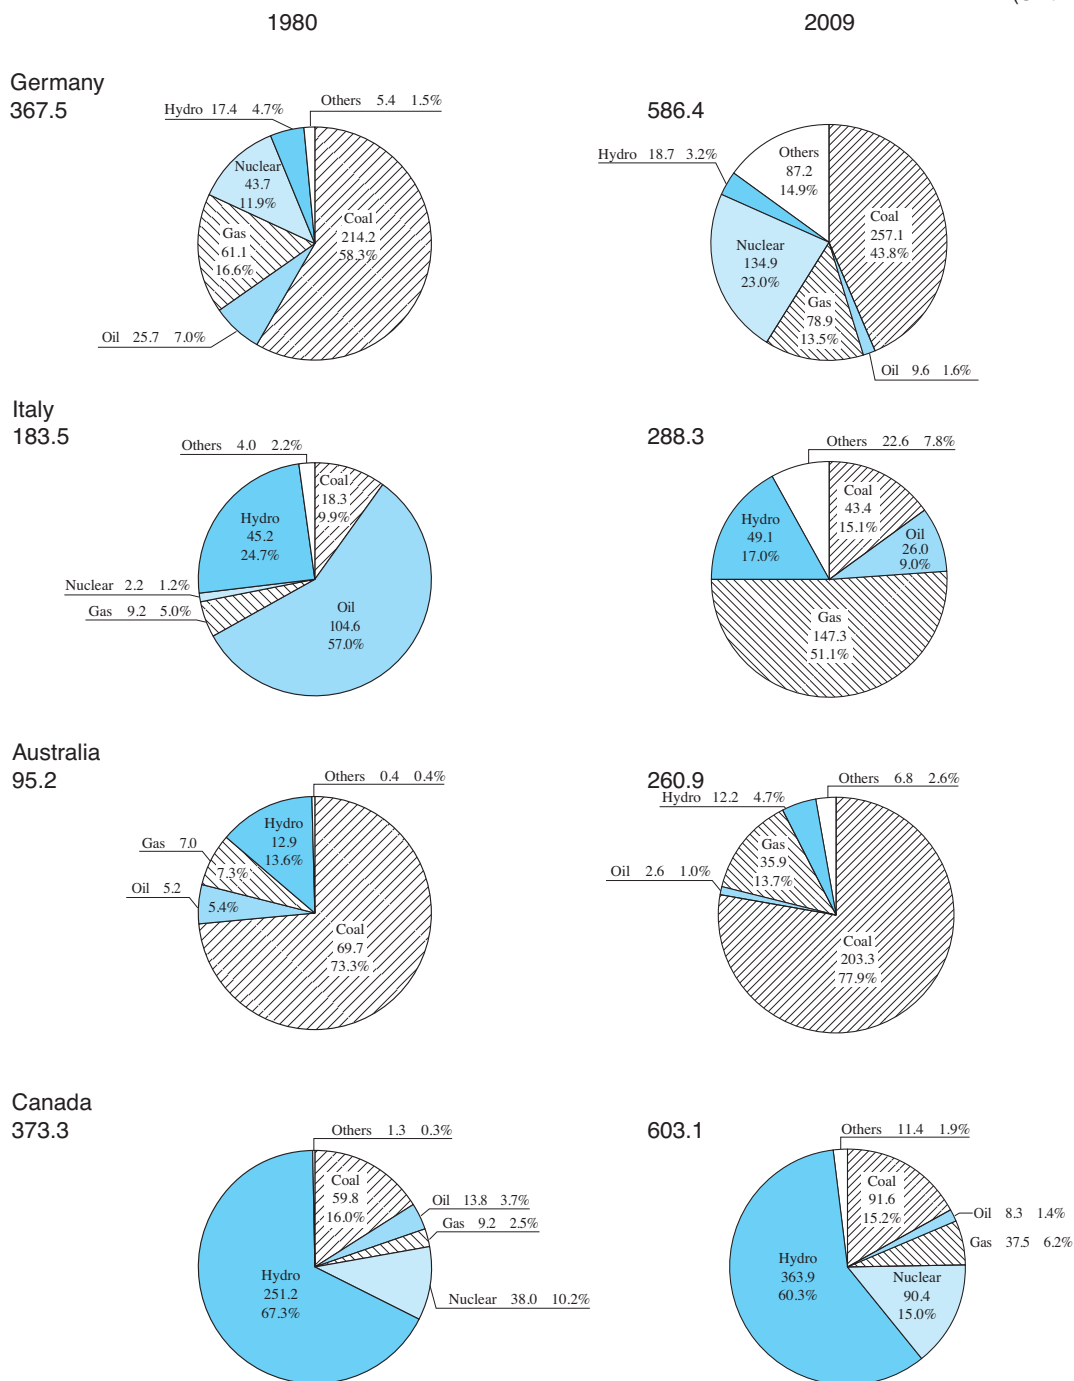 1980
2009
Germany
367.5
Hydro 17.4 4.7%
Others 5.4 1.5%
Nuclear
43.7
11.9%
Gas
61.1
16.6%
Coal
214.2
58.3%
Oil 25.7 7.0%
586.4
Hydro 18.7 3.2%
Others
87.2
14.9%
Coal
257.1
43.8%
Nuclear
134.9
23.0%
Gas
78.9
13.5%
Oil 9.6 1.6%
Italy
183.5
Others 4.0 2.2%
Coal
18.3
9.9%
Hydro
45.2
24.7%
Nuclear 2.2 1.2%
Gas 9.2 5.0%
Oil
104.6
57.0%
288.3
Others 22.6 7.8%
Coal
43.4
15.1%
Hydro
49.1
17.0%
Oil
26.0
9.0%
Gas
147.3
51.1%
Australia
95.2
Others 0.4 0.4%
Hydro
12.9
13.6%
Gas 7.0
7.3%
Oil 5.2
5.4%
Coal
69.7
73.3%
260.9
Others 6.8 2.6%
Hydro 12.2 4.7%
Gas
35.9
13.7%
Oil 2.6 1.0%
Coal
203.3
77.9%
Canada
373.3
Others 1.3 0.3%
Coal
59.8
16.0%
Oil 13.8 3.7%
Gas 9.2 2.5%
Hydro
251.2
67.3%
Nuclear 38.0 10.2%
603.1
Others 11.4 1.9%
Coal
91.6
15.2%
Oil 8.3 1.4%
Gas 37.5 6.2%
Hydro
363.9
60.3%
Nuclear
90.4
15.0%